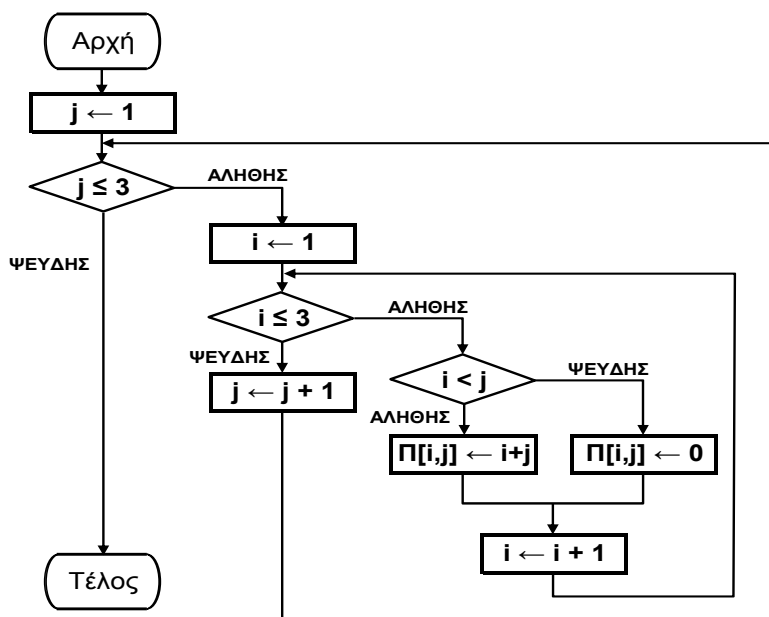 Αρχή
j ← 1
j ≤ 3
ΑΛΗΘΗΣ
i ← 1
ΨΕΥΔΗΣ
i ≤ 3
ΑΛΗΘΗΣ
ΨΕΥΔΗΣ
j ← j + 1
i < j
ΨΕΥΔΗΣ
ΑΛΗΘΗΣ
Π[i,j] ← i+j
Π[i,j] ← 0
i ← i + 1
Τέλος